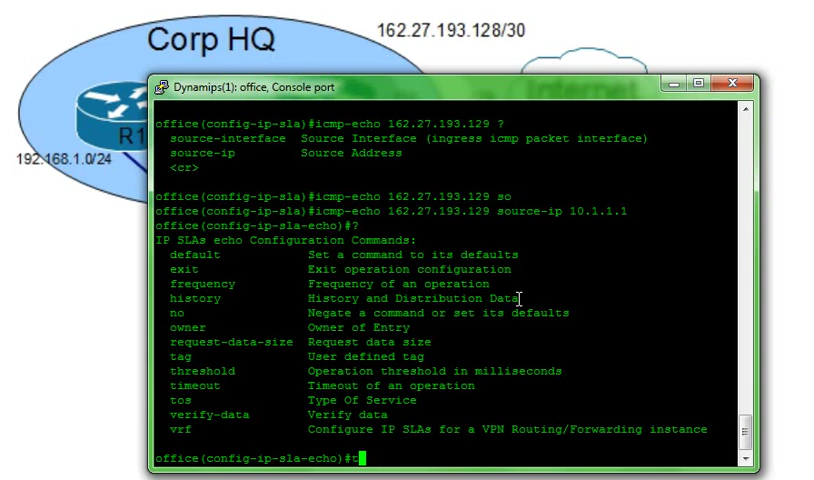 Corp HQ
162.27.193.128/30
Internet
R1
192.168.1.0/24
Dynamips(1): office, Console port
office(config-ip-sla)#icmp-echo 162.27.193.129 ?
source-interface Source Interface (ingress icmp packet interface)
source-ip Source Address
<cr>
office(config-ip-sla)#icmp-echo 162.27.193.129 so
office(config-ip-sla)#icmp-echo 162.27.193.129 source-ip 10.1.1.1
office(config-ip-sla-echo)#?
IP SLAs echo Configuration Commands:
default Set a command to its defaults
exit Exit operation configuration
frequency Frequency of an operation
history History and Distribution Data
no Negate a command or set its defaults
owner Owner of Entry
request-data-size Request data size
tag User defined tag
threshold Operation threshold in milliseconds
timeout Timeout of an operation
tos Type Of Service
verify-data Verify data
vrf Configure IP SLAs for a VPN Routing/Forwarding instance
office(config-ip-sla-echo)#t